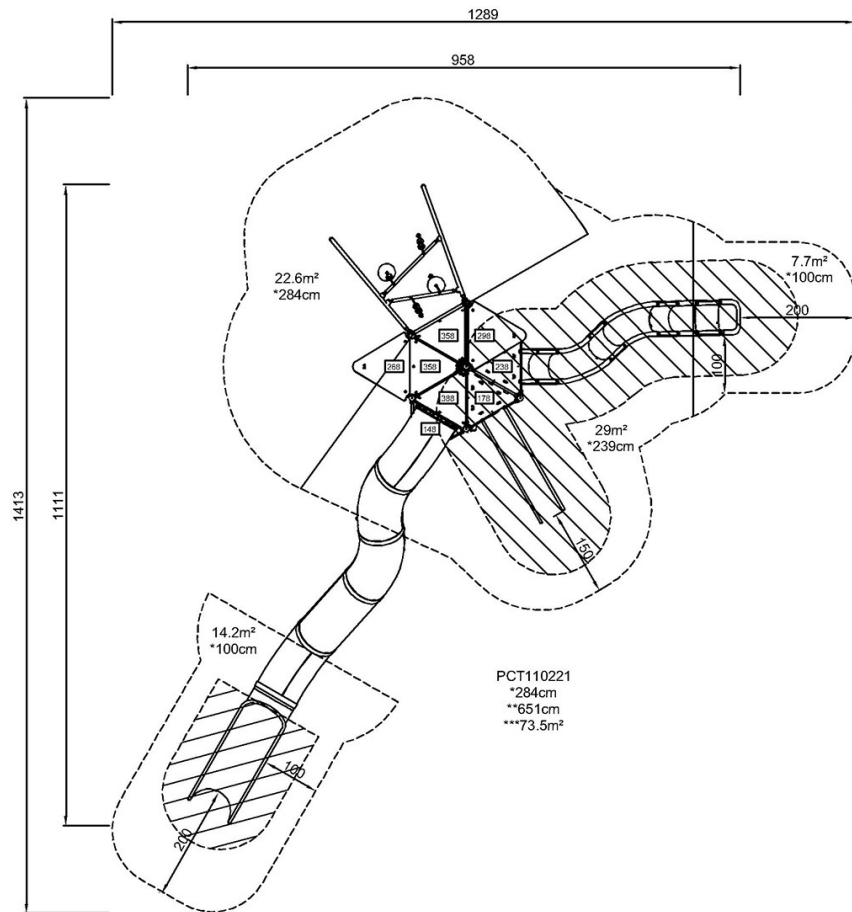 1289
958
1413
1111
22.6m²
*284cm
7.7m²
*100cm
200
100
358
298
268
358
238
388
178
148
29m²
*239cm
150
14.2m²
*100cm
100
200
PCT110221
*284cm
**651cm
***73.5m²